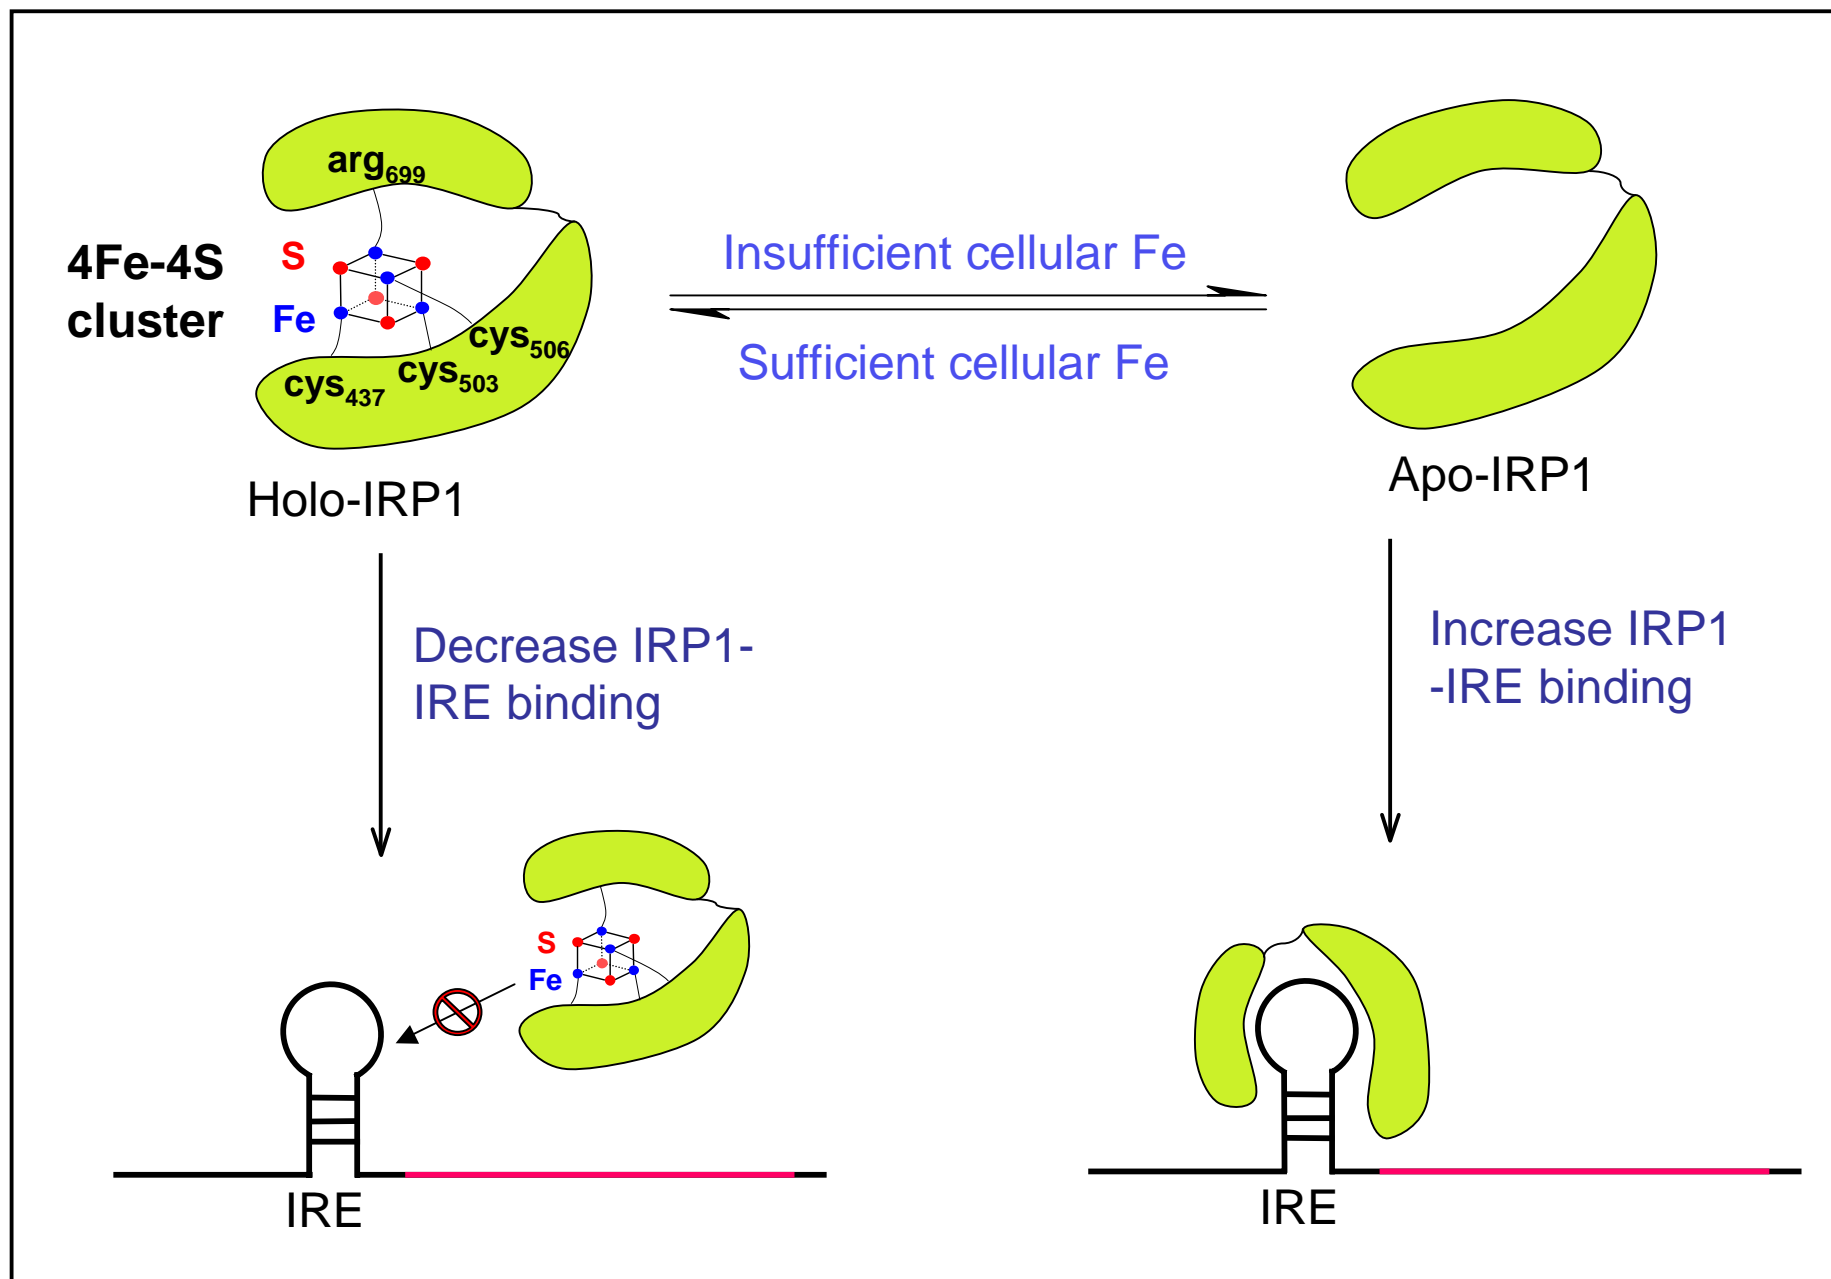 arg699
4Fe-4S
cluster
S
Fe
cys506
cys503
cys437
Insufficient cellular Fe
Sufficient cellular Fe
Holo-IRP1
Apo-IRP1
Decrease IRP1-
IRE binding
Increase IRP1
-IRE binding
S
Fe
IRE
IRE